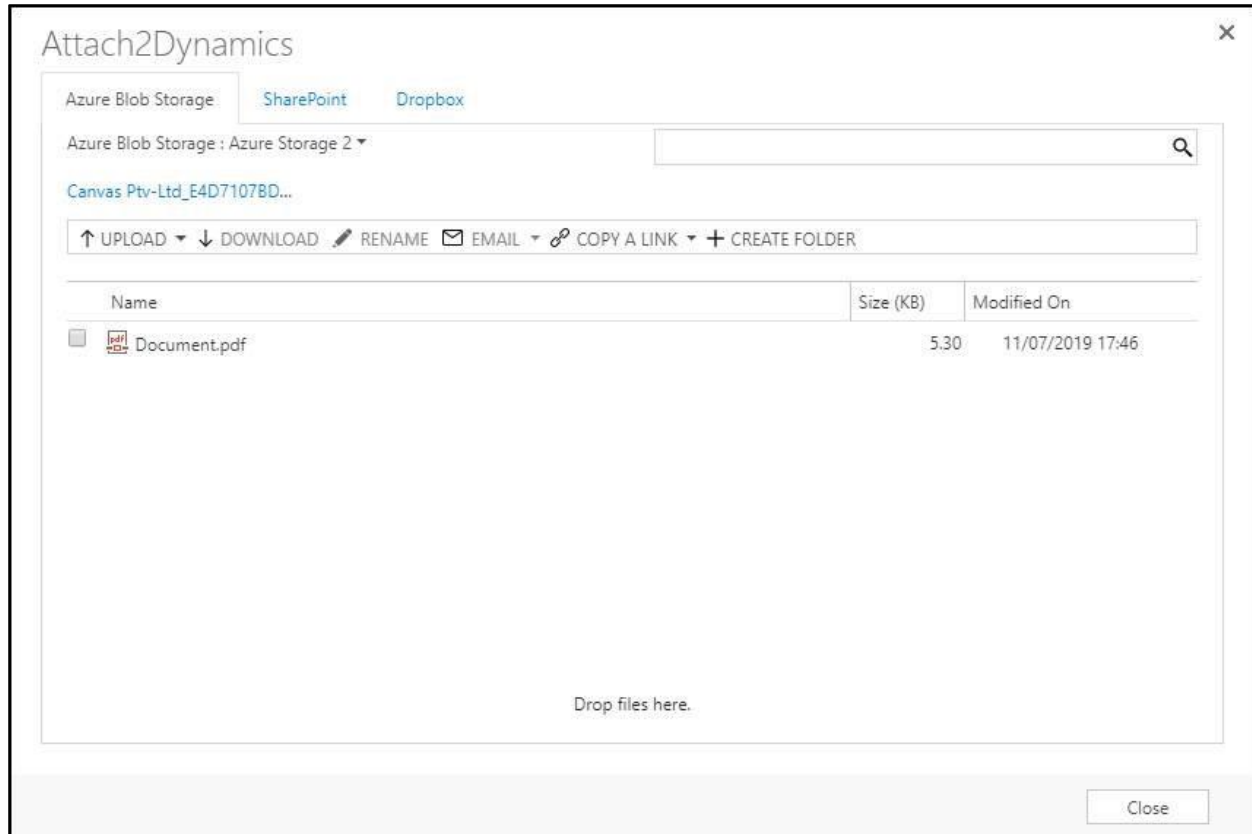 Attach2Dynamics
Azure Blob Storage SharePoint Dropbox
Azure Blob Storage : Azure Storage 2
Canvas Ptv-Ltd_E4D7107BD...
UPLOAD DOWNLOAD RENAME EMAIL COPY A LINK CREATE FOLDER
Name Size (KB) Modified On
pdf Document.pdf 5.30 11/07/2019 17:46
Drop files here.
Close